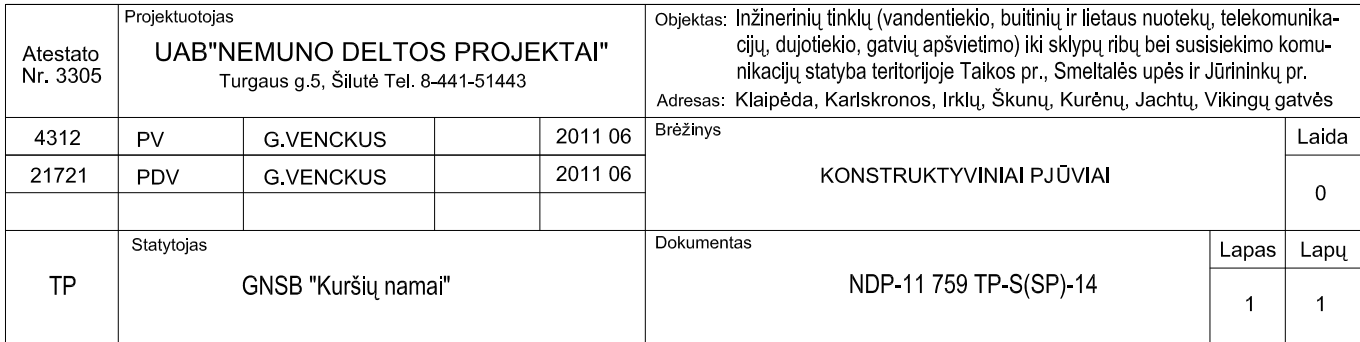 Atestato
Nr. 3305
Projektuotojas
UAB"NEMUNO DELTOS PROJEKTAI"
Turgaus g.5, Šilutė Tel. 8-441-51443
Objektas: Inžinerinių tinklų (vandentiekio, buitinių ir lietaus nuotekų, telekomunika-
cijų, dujotiekio, gatvių apšvietimo) iki sklypų ribų bei susisiekimo komu-
nikacijų statyba teritorijoje Taikos pr., Smeltalės upės ir Jūrininkų pr.
Adresas: Klaipėda, Karlskronos, Irklų, Škunų, Kurėnų, Jachtų, Vikingų gatvės
4312 PV G.VENCKUS 2011 06
21721 PDV G.VENCKUS 2011 06
Brėžinys
KONSTRUKTYVINIAI PJŪVIAI
Laida
0
TP
Statytojas
GNSB "Kuršių namai"
Dokumentas
NDP-11 759 TP-S(SP)-14
Lapas Lapų
1 1